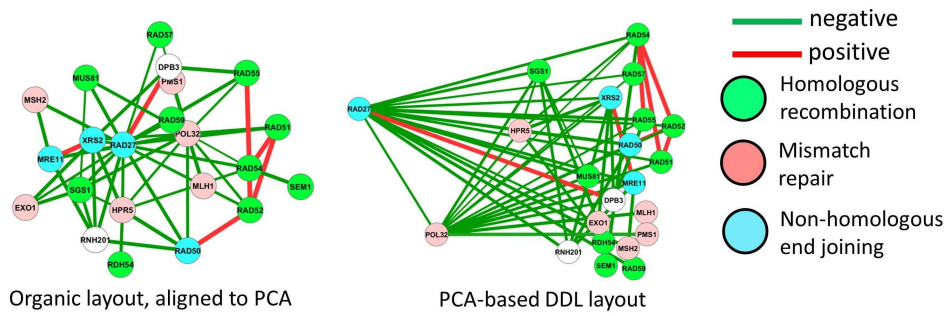 RAD57
DPB3
PMS1
RAD55
MUS81
MSH2
RAD59
RAD51
POL32
XRS2
RAD27
MRE11
RAD54
MLH1
SEM1
SGS1
EXO1
HPR5
RAD52
RNH201
RAD50
RDH54
Organic layout, aligned to PCA
RAD54
SGS1
RAD57
XRS2
RAD27
RAD55
RAD52
HPR5
RAD50
RAD51
MUS81
MRE11
DPB3
MLH1
EXO1
POL32
PMS1
RDH54
MSH2
RNH201
SEM1
RAD59
PCA-based DDL layout
negative
positive
Homologous
recombination
Mismatch
repair
Non-homologous
end joining